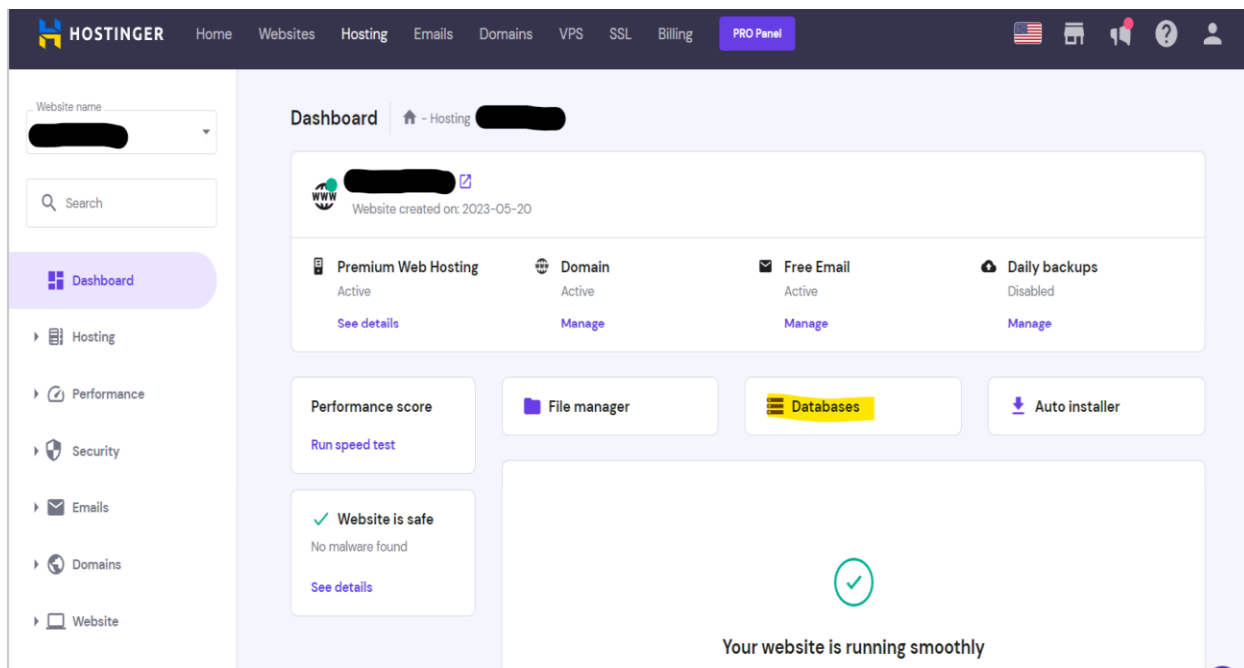 HOSTINGER Home Websites Hosting Emails Domains VPS SSL Billing PRO Panel
Website name
Search
Dashboard
Hosting
Performance
Security
Emails
Domains
Website
Dashboard - Hosting
www
Website created on: 2023-05-20
Premium Web Hosting
Active
See details
Domain
Active
Manage
Free Email
Active
Manage
Daily backups
Disabled
Manage
Performance score
Run speed test
File manager
Databases
Auto installer
Website is safe
No malware found
See details
Your website is running smoothly